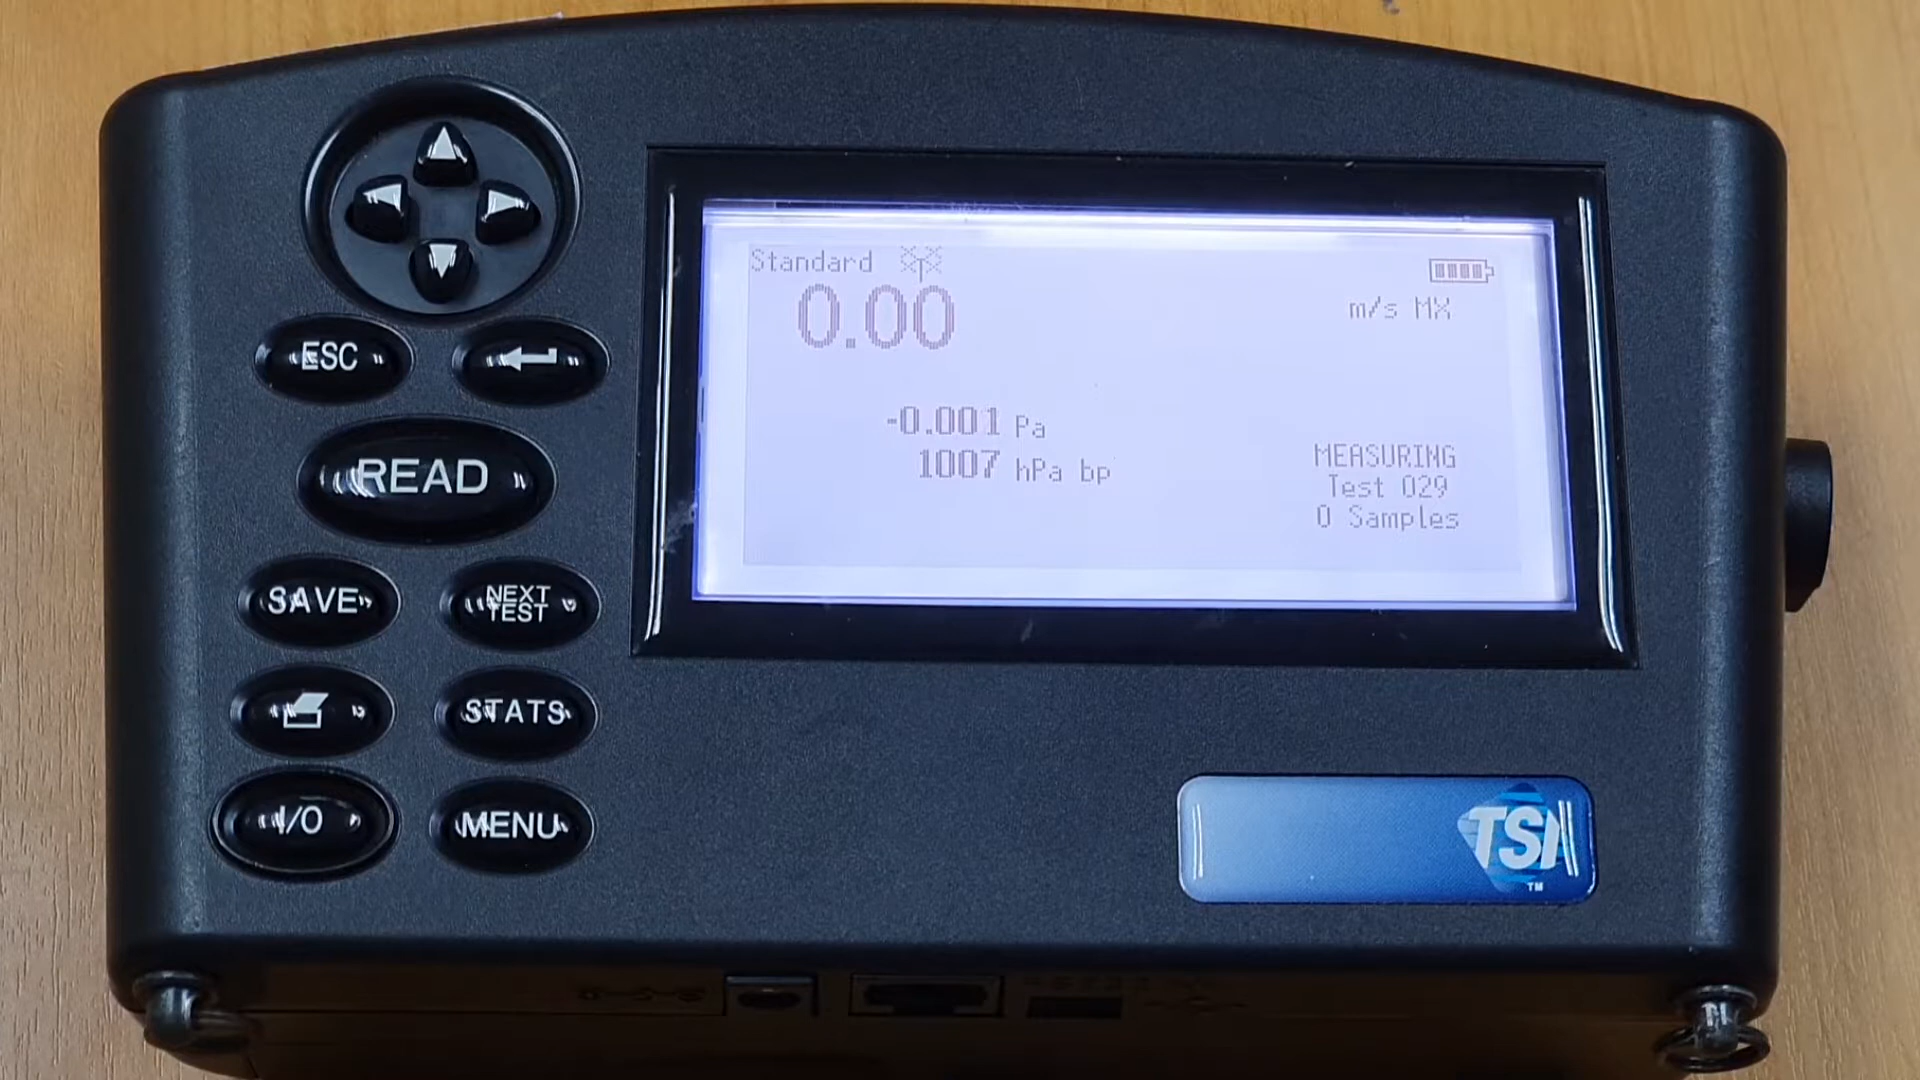 Standard
0.00
m/s MX
-0.001 Pa
1007 hPa bp
MEASURING
Test 029
0 Samples
ESC
READ
SAVE
NEXT
TEST
STATS
I/O
MENU
TSI
TM